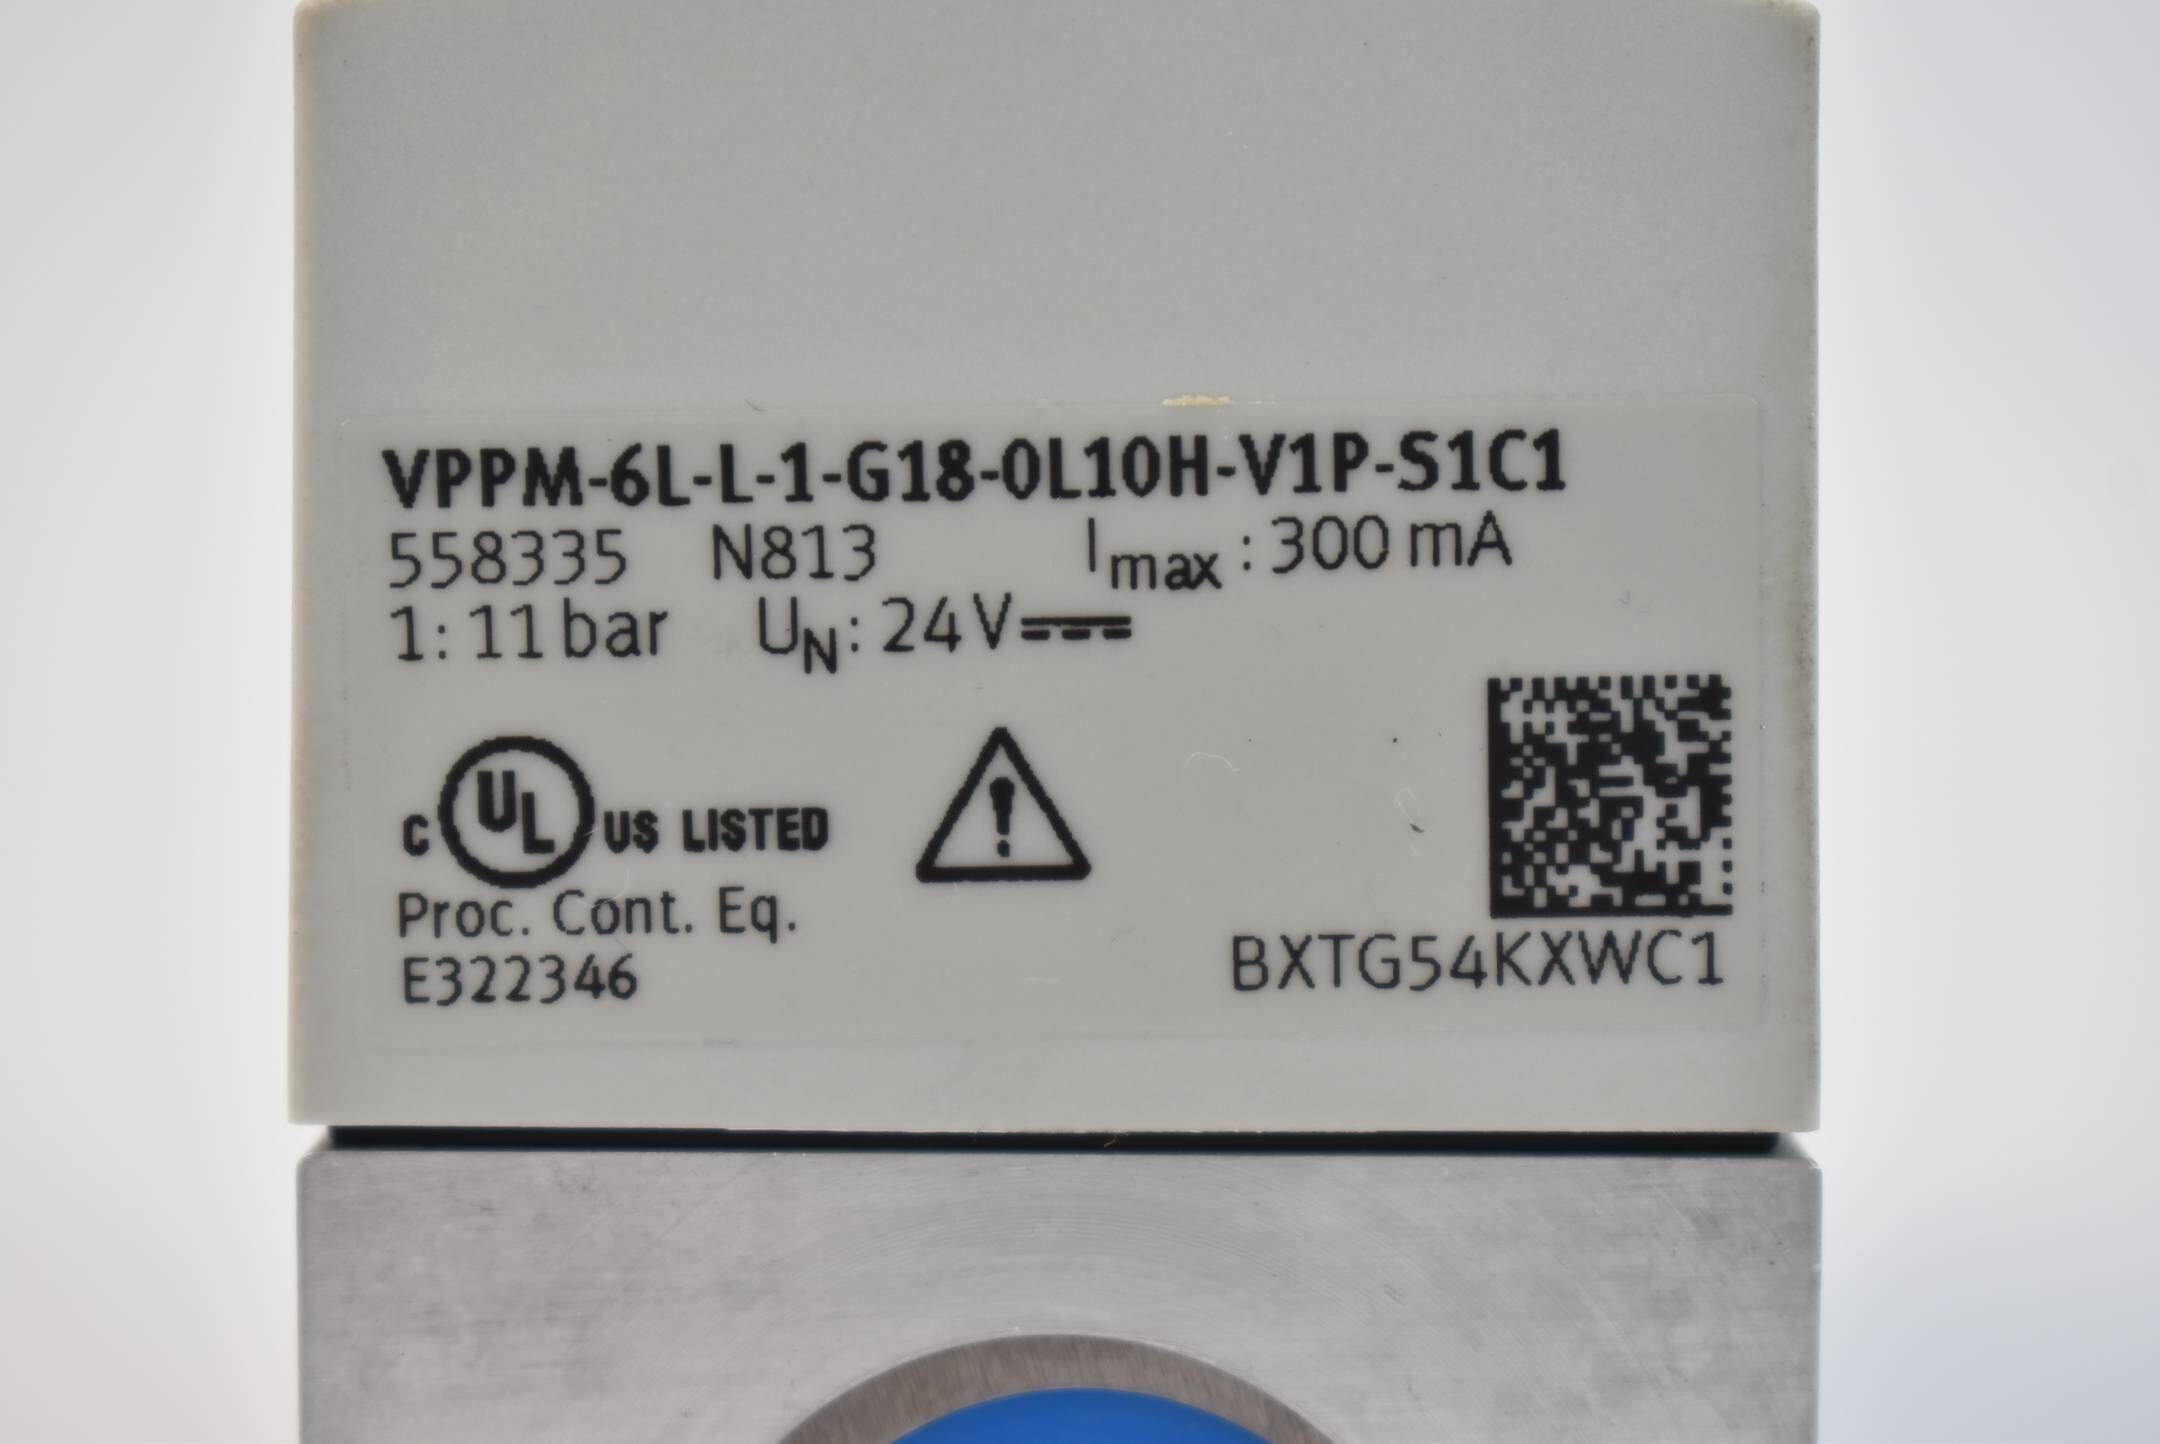 VPPM-6L-L-1-G18-0L10H-V1P-S1C1
558335 N813 Imax : 300 mA
1: 11 bar UN: 24 V
C UL US LISTED
Proc. Cont. Eq.
E322346
BXTG54KXWC1